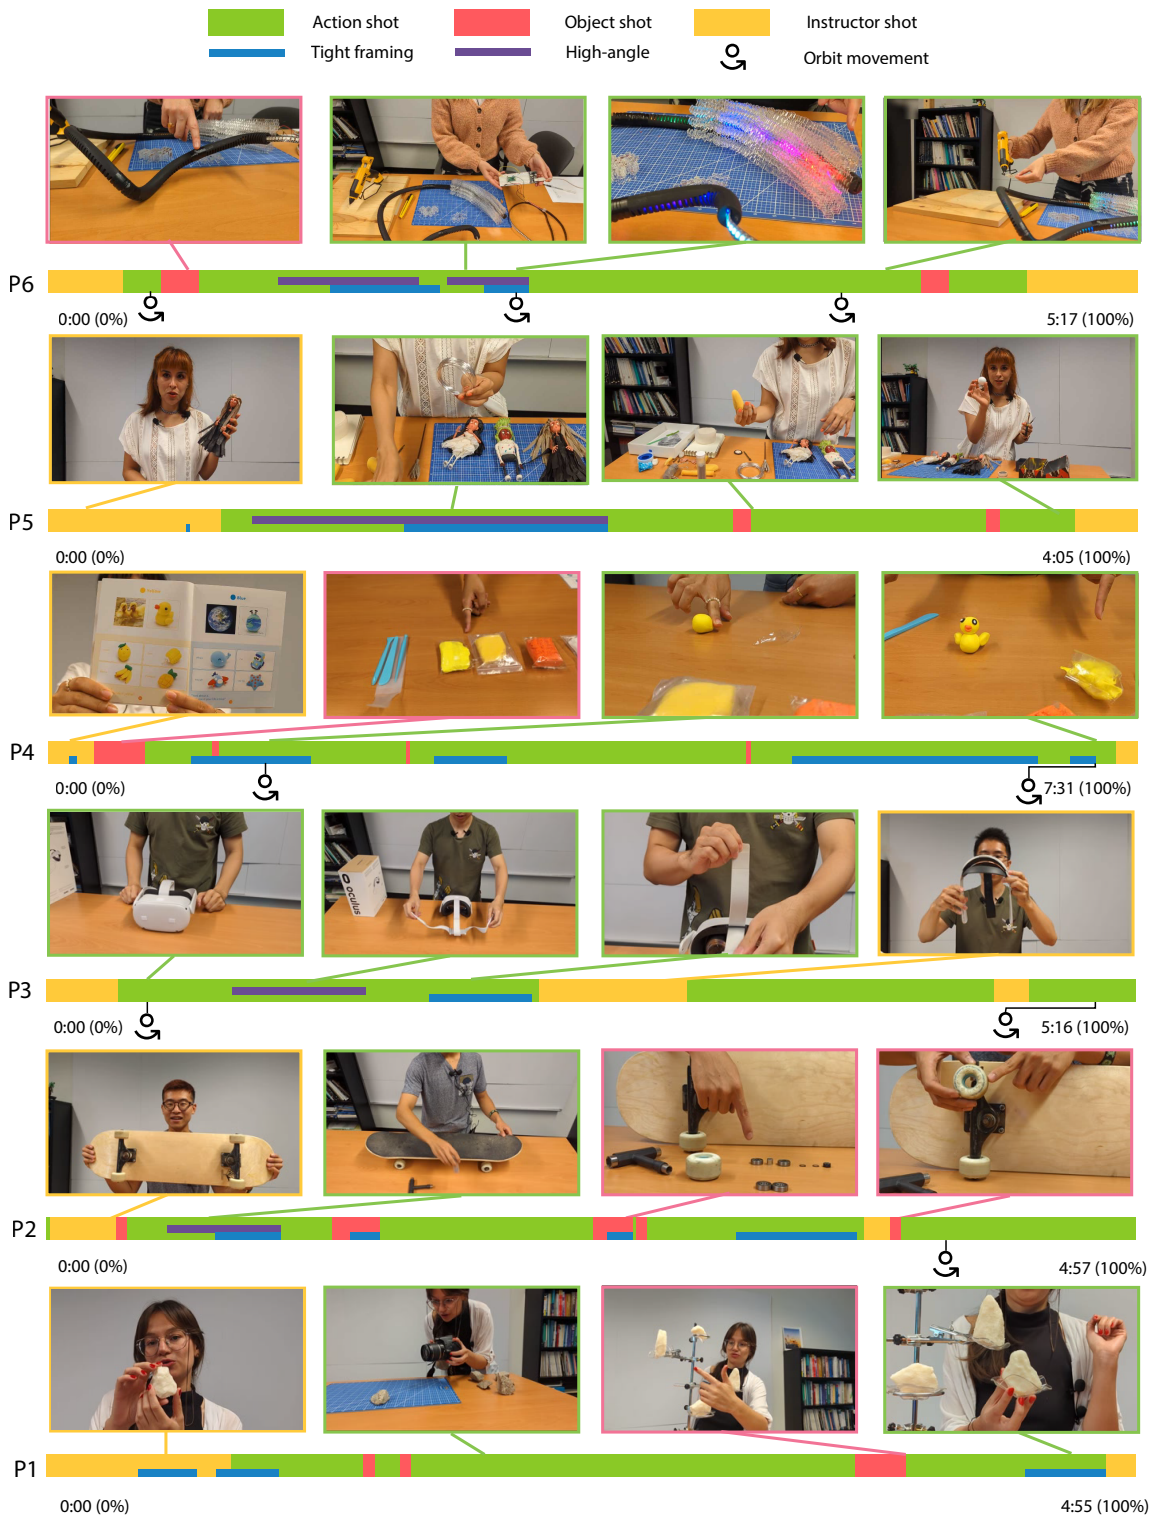 Action shot
Object shot
Instructor shot
Tight framing
High-angle
Orbit movement
P6
0:00 (0%)
5:17 (100%)
P5
0:00 (0%)
4:05 (100%)
P4
0:00 (0%)
7:31 (100%)
oculus
P3
0:00 (0%)
5:16 (100%)
P2
0:00 (0%)
4:57 (100%)
P1
0:00 (0%)
4:55 (100%)